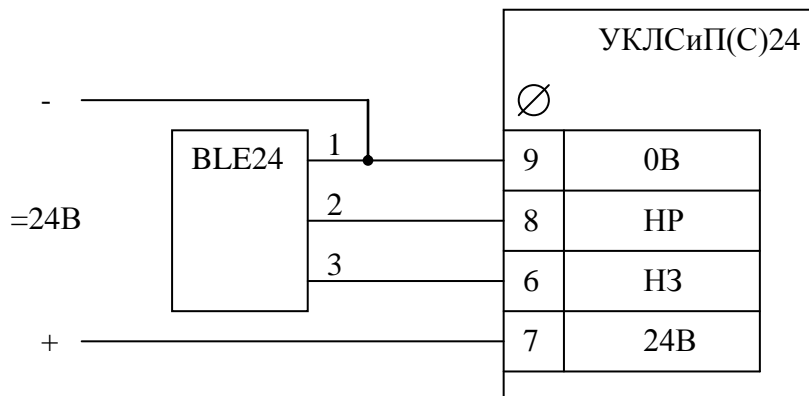 УКЛСиП(С)24
-
∅
BLE24 1 9 0В
=24В 2 8 НР
3 6 НЗ
+ 7 24В